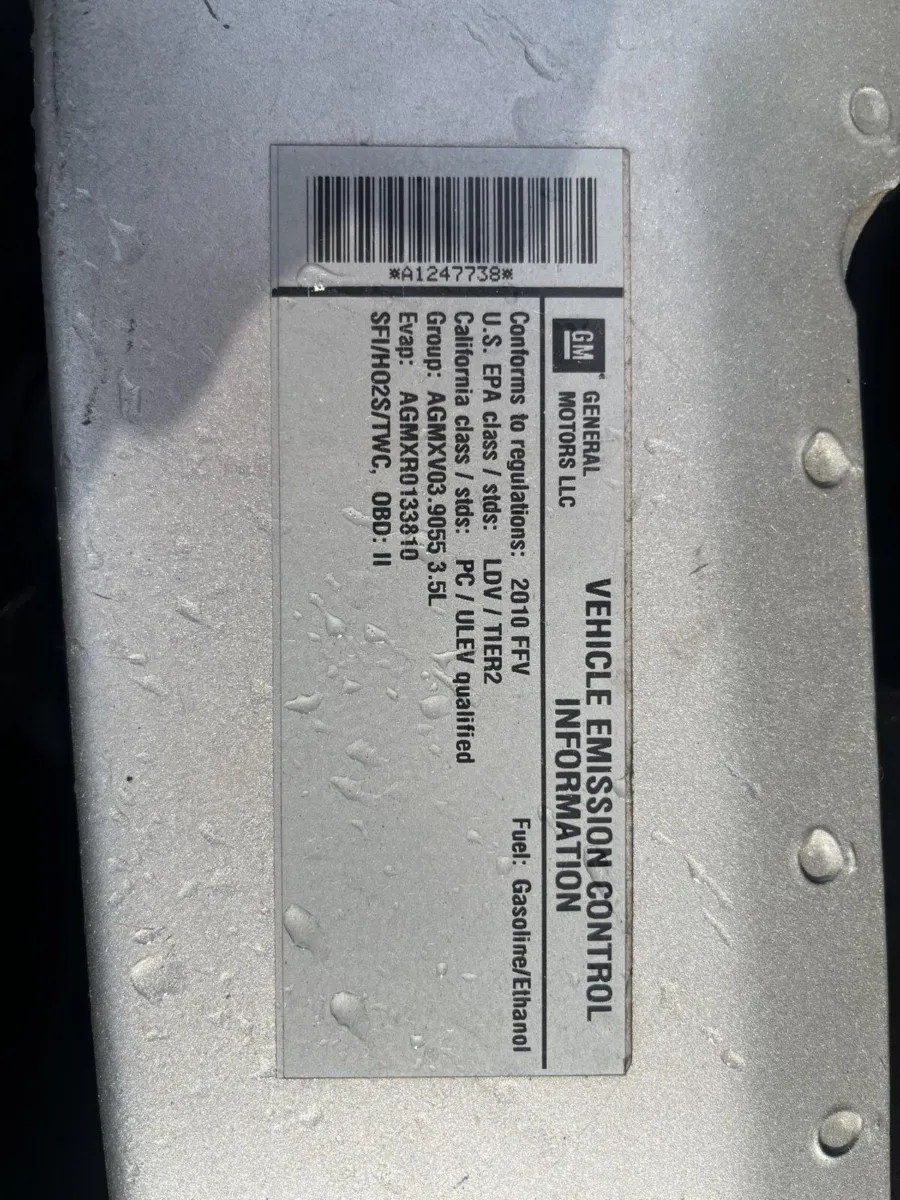 *A1247738*
GM
GENERAL
MOTORS LLC
VEHICLE EMISSION CONTROL
INFORMATION
Conforms to regulations: 2010 FFV
Fuel: Gasoline/Ethanol
U.S. EPA class / stds: LDV / TIER2
California class / stds: PC / ULEV qualified
Group: AGMXV03.9055 3.5L
Evap: AGMXR0133810
SFI/HO2S/TWC, OBD: II